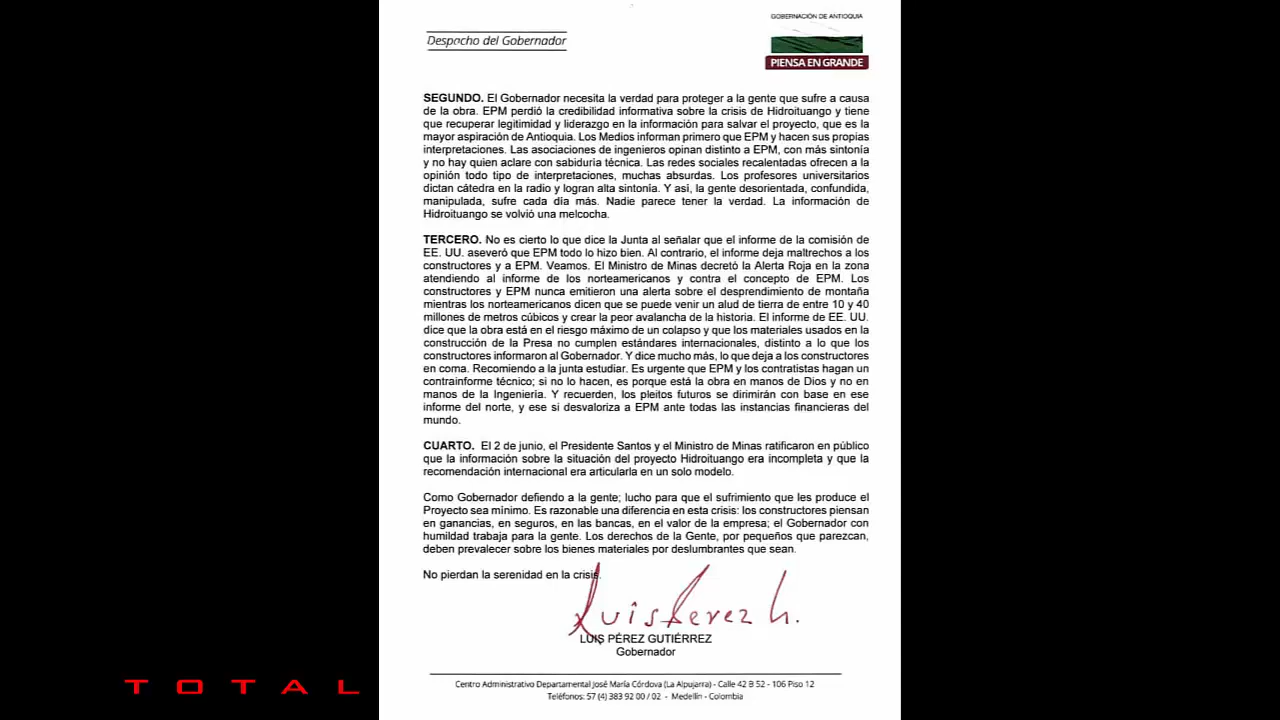 GOBERNACIÓN DE ANTIOQUIA
Despacho del Gobernador
PIENSA EN GRANDE
SEGUNDO. El Gobernador necesita la verdad para proteger a la gente que sufre a causa
de la obra. EPM perdió la credibilidad informativa sobre la crisis de Hidroituango y tiene
que recuperar legitimidad y liderazgo en la información para salvar el proyecto, que es la
mayor aspiración de Antioquia. Los Medios informan primero que EPM y hacen sus propias
interpretaciones. Las asociaciones de ingenieros opinan distinto a EPM, con más sintonía
y no hay quien aclare con sabiduría técnica. Las redes sociales recalentadas ofrecen a la
opinión todo tipo de interpretaciones, muchas absurdas. Los profesores universitarios
dictan cátedra en la radio y logran alta sintonía. Y así, la gente desorientada, confundida,
manipulada, sufre cada día más. Nadie parece tener la verdad. La información de
Hidroituango se volvió una melcocha.
TERCERO. No es cierto lo que dice la Junta al señalar que el informe de la comisión de
EE. UU. aseveró que EPM todo lo hizo bien. Al contrario, el informe deja maltrechos a los
constructores y a EPM. Veamos. El Ministro de Minas decretó la Alerta Roja en la zona
atendiendo al informe de los norteamericanos y contra el concepto de EPM. Los
constructores y EPM nunca emitieron una alerta sobre el desprendimiento de montaña
mientras los norteamericanos dicen que se puede venir un alud de tierra de entre 10 y 40
millones de metros cúbicos y crear la peor avalancha de la historia. El informe de EE. UU.
dice que la obra está en el riesgo máximo de un colapso y que los materiales usados en la
construcción de la Presa no cumplen estándares internacionales, distinto a lo que los
constructores informaron al Gobernador. Y dice mucho más, lo que deja a los constructores
en coma. Recomiendo a la junta estudiar. Es urgente que EPM y los contratistas hagan un
contrainforme técnico; si no lo hacen, es porque está la obra en manos de Dios y no en
manos de la Ingeniería. Y recuerden, los pleitos futuros se dirimirán con base en ese
informe del norte, y ese si desvaloriza a EPM ante todas las instancias financieras del
mundo.
CUARTO. El 2 de junio, el Presidente Santos y el Ministro de Minas ratificaron en público
que la información sobre la situación del proyecto Hidroituango era incompleta y que la
recomendación internacional era articularla en un solo modelo.
Como Gobernador defiendo a la gente; lucho para que el sufrimiento que les produce el
Proyecto sea mínimo. Es razonable una diferencia en esta crisis: los constructores piensan
en ganancias, en seguros, en las bancas, en el valor de la empresa; el Gobernador con
humildad trabaja para la gente. Los derechos de la Gente, por pequeños que parezcan,
deben prevalecer sobre los bienes materiales por deslumbrantes que sean.
No pierdan la serenidad en la crisis.
Luis Perez G.
LUIS PÉREZ GUTIÉRREZ
Gobernador
Centro Administrativo Departamental José María Córdova (La Alpujarra) - Calle 42 B 52 - 106 Piso 12
Teléfonos: 57 (4) 383 92 00 / 02 - Medellín - Colombia
TOTAL